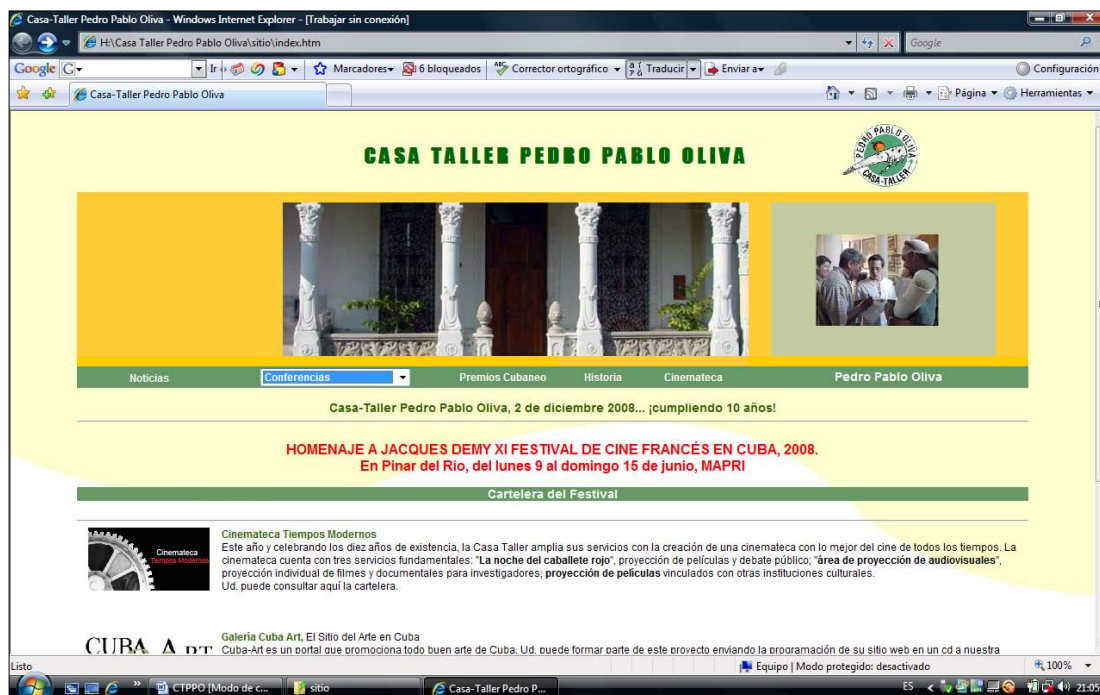 Casa-Taller Pedro Pablo Oliva - Windows Internet Explorer - [Trabajar sin conexión]
H:\Casa Taller Pedro Pablo Oliva\sitio\index.htm
Google
Google
Ir
Marcadores
6 bloqueados
Corrector ortográfico
Traducir
Enviar a
Configuración
Casa-Taller Pedro Pablo Oliva
Página
Herramientas
CASA TALLER PEDRO PABLO OLIVA
PEDRO PABLO OLIVA
CASA-TALLER
Noticias
Conferencias
Premios Cubaneo
Historia
Cinemateca
Pedro Pablo Oliva
Casa-Taller Pedro Pablo Oliva, 2 de diciembre 2008... ¡cumpliendo 10 años!
HOMENAJE A JACQUES DEMY XI FESTIVAL DE CINE FRANCÉS EN CUBA, 2008.
En Pinar del Río, del lunes 9 al domingo 15 de junio, MAPRI
Cartelera del Festival
Cinemateca
Tiempos Modernos
Cinemateca Tiempos Modernos
Este año y celebrando los diez años de existencia, la Casa Taller amplia sus servicios con la creación de una cinemateca con lo mejor del cine de todos los tiempos. La
cinemateca cuenta con tres servicios fundamentales: "La noche del caballete rojo", proyección de películas y debate público; "área de proyección de audiovisuales",
proyección individual de filmes y documentales para investigadores; proyección de películas vinculados con otras instituciones culturales.
Ud. puede consultar aquí la cartelera.
CUBA ART
Galería Cuba Art, El Sitio del Arte en Cuba
Cuba-Art es un portal que promociona todo buen arte de Cuba. Ud. puede formar parte de este proyecto enviando la programación de su sitio web en un cd a nuestra
Listo
Equipo | Modo protegido: desactivado
100%
CTPPO [Modo de c...
sitio
Casa-Taller Pedro P...
ES
21:05